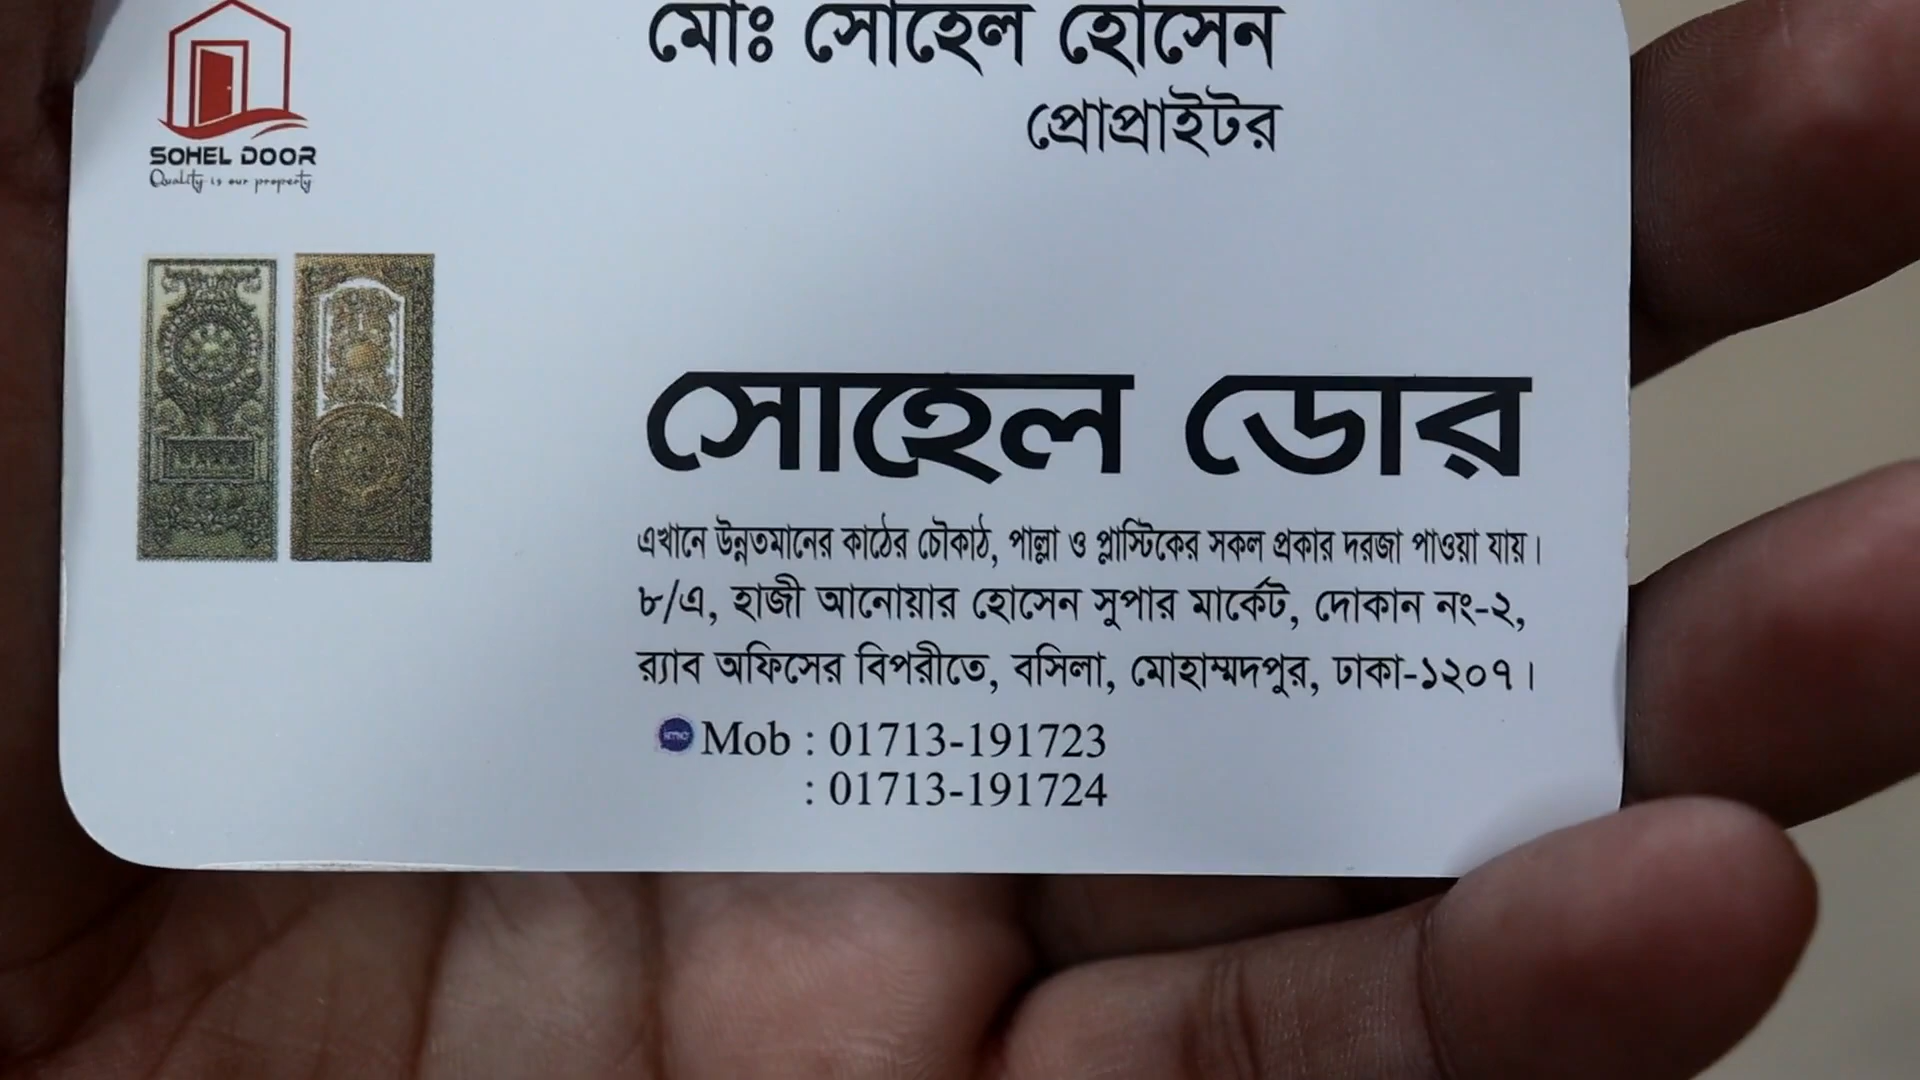 মোঃ সোহেল হোসেন
প্রোপ্রাইটর
SOHEL DOOR
Quality is our property
সোহেল ডোর
এখানে উন্নতমানের কাঠের চৌকাঠ, পাল্লা ও প্লাস্টিকের সকল প্রকার দরজা পাওয়া যায়।
৮/এ, হাজী আনোয়ার হোসেন সুপার মার্কেট, দোকান নং-২,
র‍্যাব অফিসের বিপরীতে, বসিলা, মোহাম্মদপুর, ঢাকা-১২০৭।
imo Mob : 01713-191723
: 01713-191724